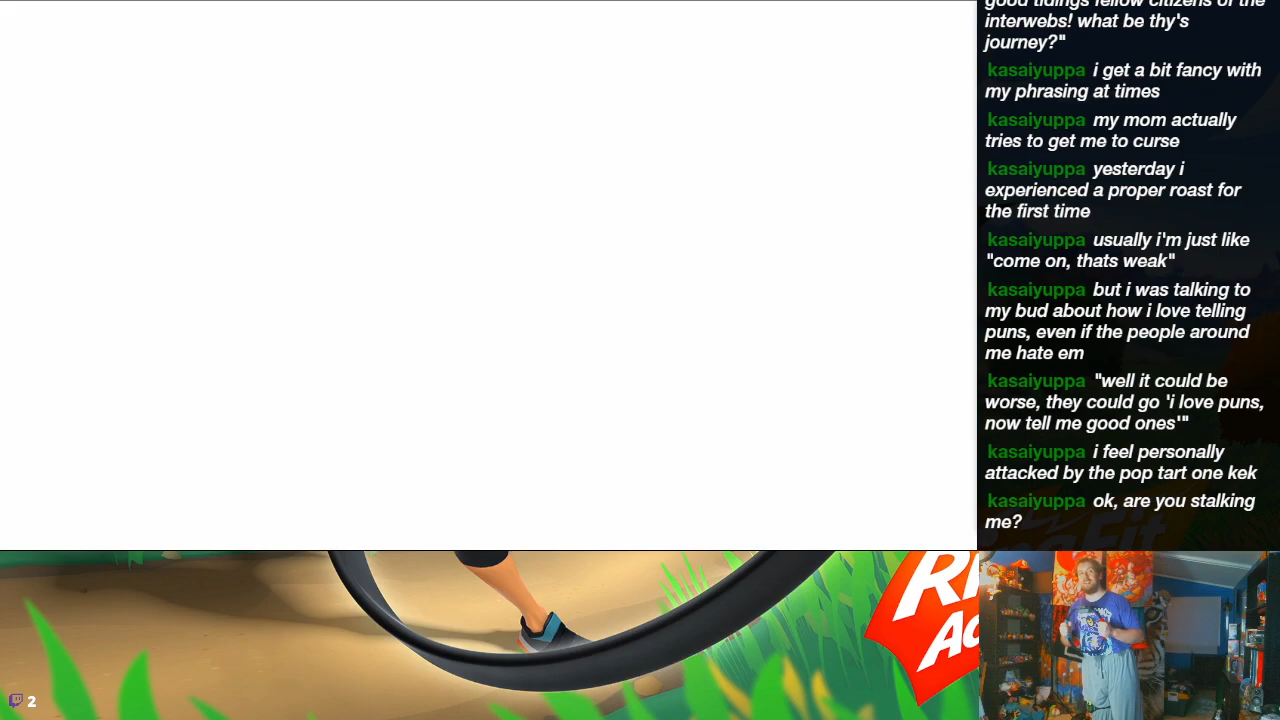 good tidings fellow citizens of the
interwebs! what be thy's
journey?"
kasaiyuppa i get a bit fancy with
my phrasing at times
kasaiyuppa my mom actually
tries to get me to curse
kasaiyuppa yesterday i
experienced a proper roast for
the first time
kasaiyuppa usually i'm just like
"come on, thats weak"
kasaiyuppa but i was talking to
my bud about how i love telling
puns, even if the people around
me hate em
kasaiyuppa "well it could be
worse, they could go 'i love puns,
now tell me good ones'"
kasaiyuppa i feel personally
attacked by the pop tart one kek
kasaiyuppa ok, are you stalking
me?
Fit
Ri
Ad
2